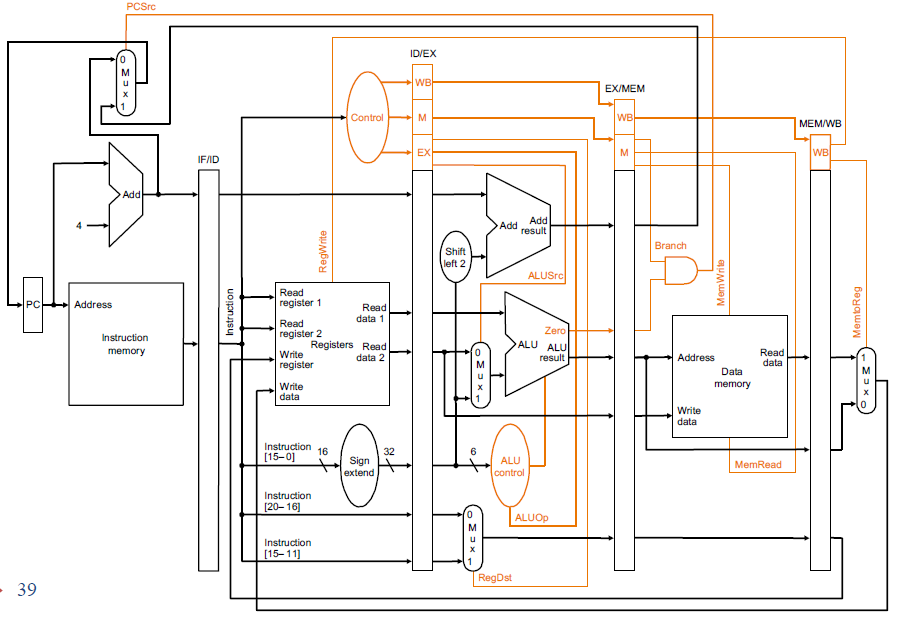 PCSrc
ID/EX
0
M
u
x
1
WB
EX/MEM
Control
M
WB
MEM/WB
IF/ID
EX
M
WB
Add
4
Add
Add
result
Shift
left 2
Branch
RegWrite
ALUSrc
MemWrite
PC
Address
Instruction
memory
Instruction
Read
register 1
Read
data 1
Read
register 2
Registers
Read
data 2
Write
register
Write
data
Zero
ALU
ALU
result
0
M
u
x
1
Address
Read
data
Data
memory
Write
data
MemtoReg
1
M
u
x
0
Instruction
[15–0]
16
Sign
extend
32
6
ALU
control
MemRead
Instruction
[20–16]
0
M
u
x
1
ALUOp
Instruction
[15–11]
RegDst
39